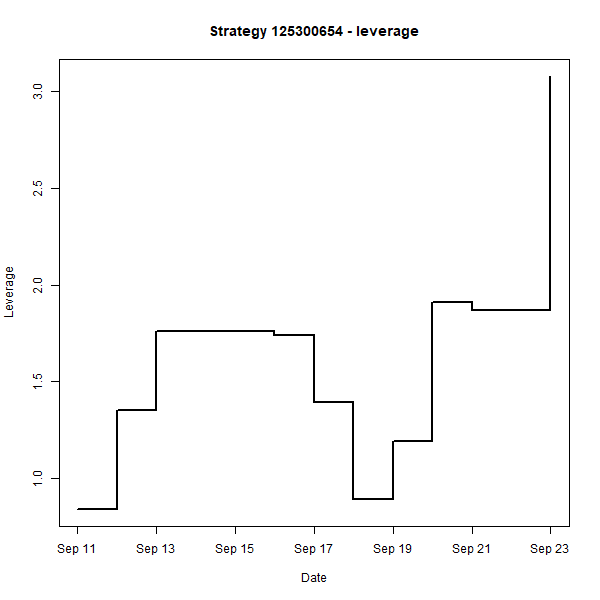 Strategy 125300654 - leverage
Leverage
3.0
2.5
2.0
1.5
1.0
Sep 11 Sep 13 Sep 15 Sep 17 Sep 19 Sep 21 Sep 23
Date